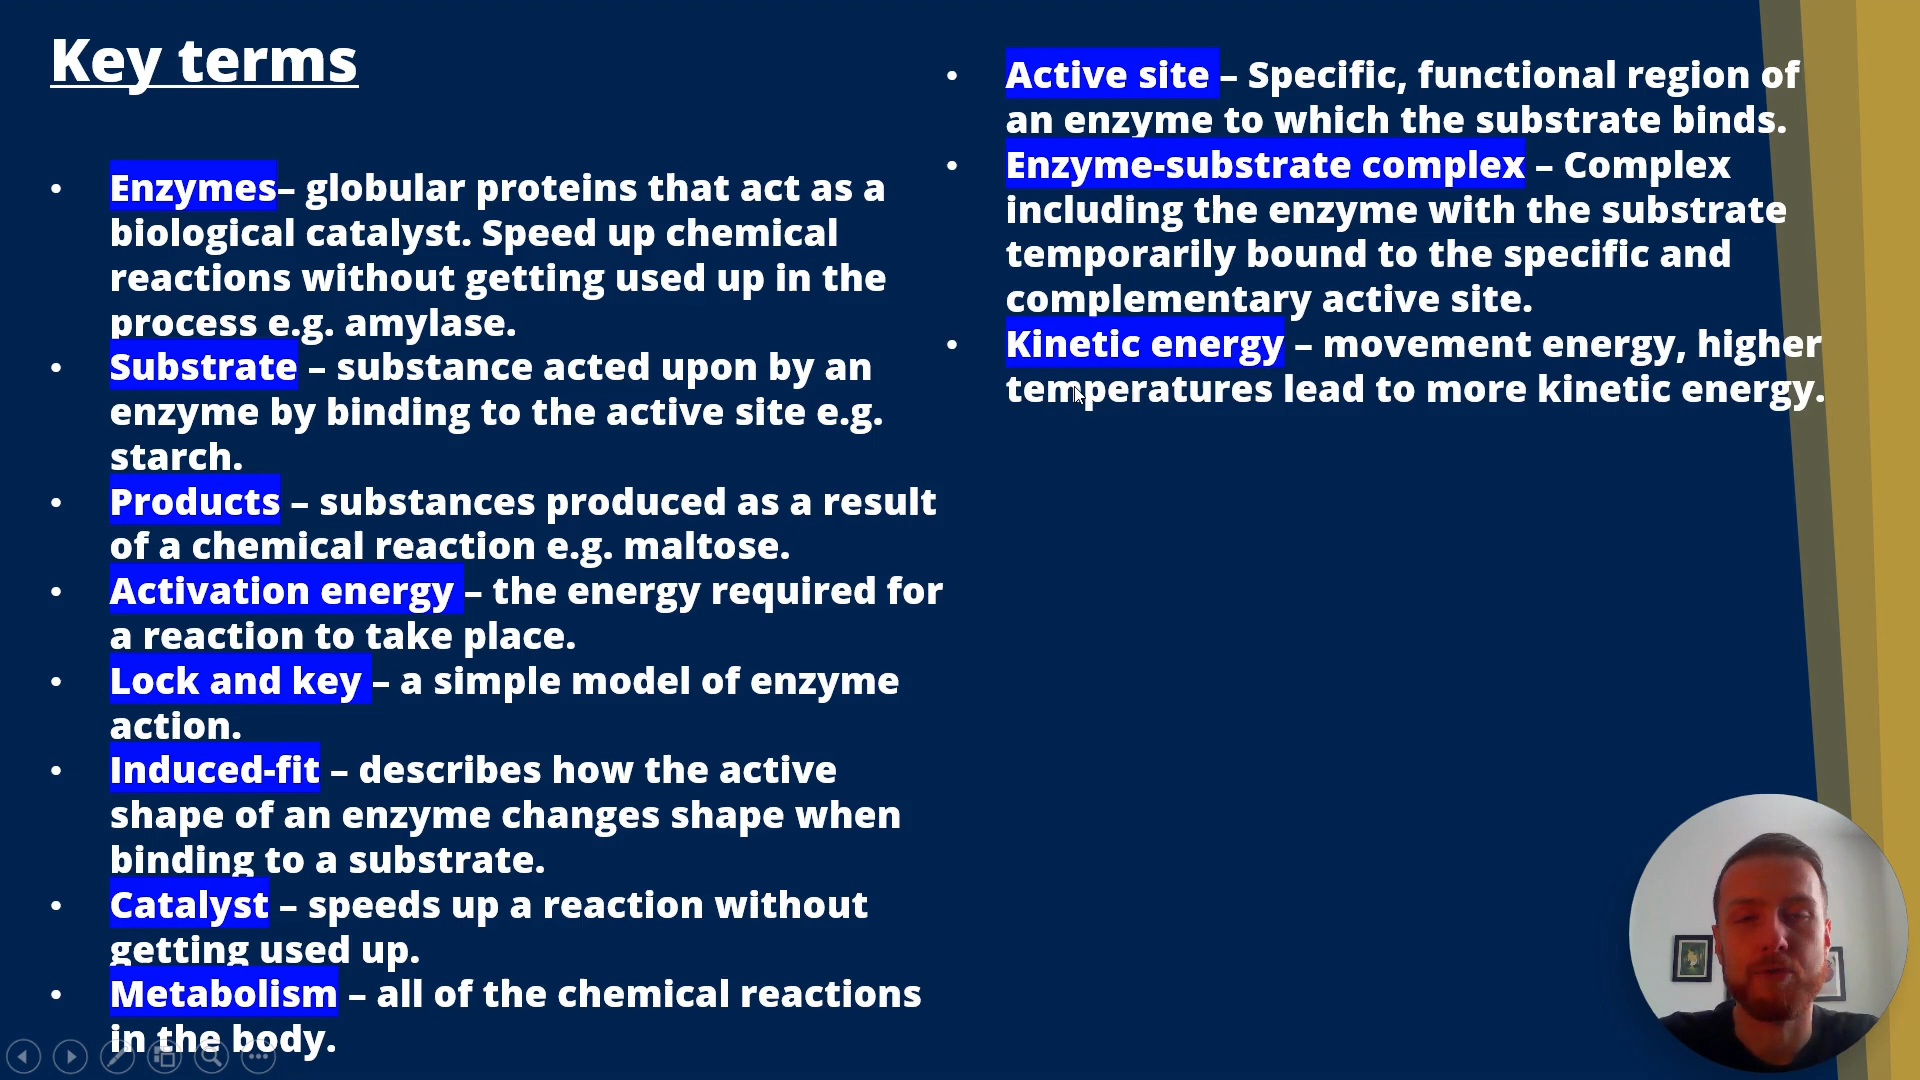 Key terms
• Enzymes– globular proteins that act as a
biological catalyst. Speed up chemical
reactions without getting used up in the
process e.g. amylase.
• Substrate – substance acted upon by an
enzyme by binding to the active site e.g.
starch.
• Products – substances produced as a result
of a chemical reaction e.g. maltose.
• Activation energy – the energy required for
a reaction to take place.
• Lock and key – a simple model of enzyme
action.
• Induced-fit – describes how the active
shape of an enzyme changes shape when
binding to a substrate.
• Catalyst – speeds up a reaction without
getting used up.
• Metabolism – all of the chemical reactions
in the body.
• Active site – Specific, functional region of
an enzyme to which the substrate binds.
• Enzyme-substrate complex – Complex
including the enzyme with the substrate
temporarily bound to the specific and
complementary active site.
• Kinetic energy – movement energy, higher
temperatures lead to more kinetic energy.